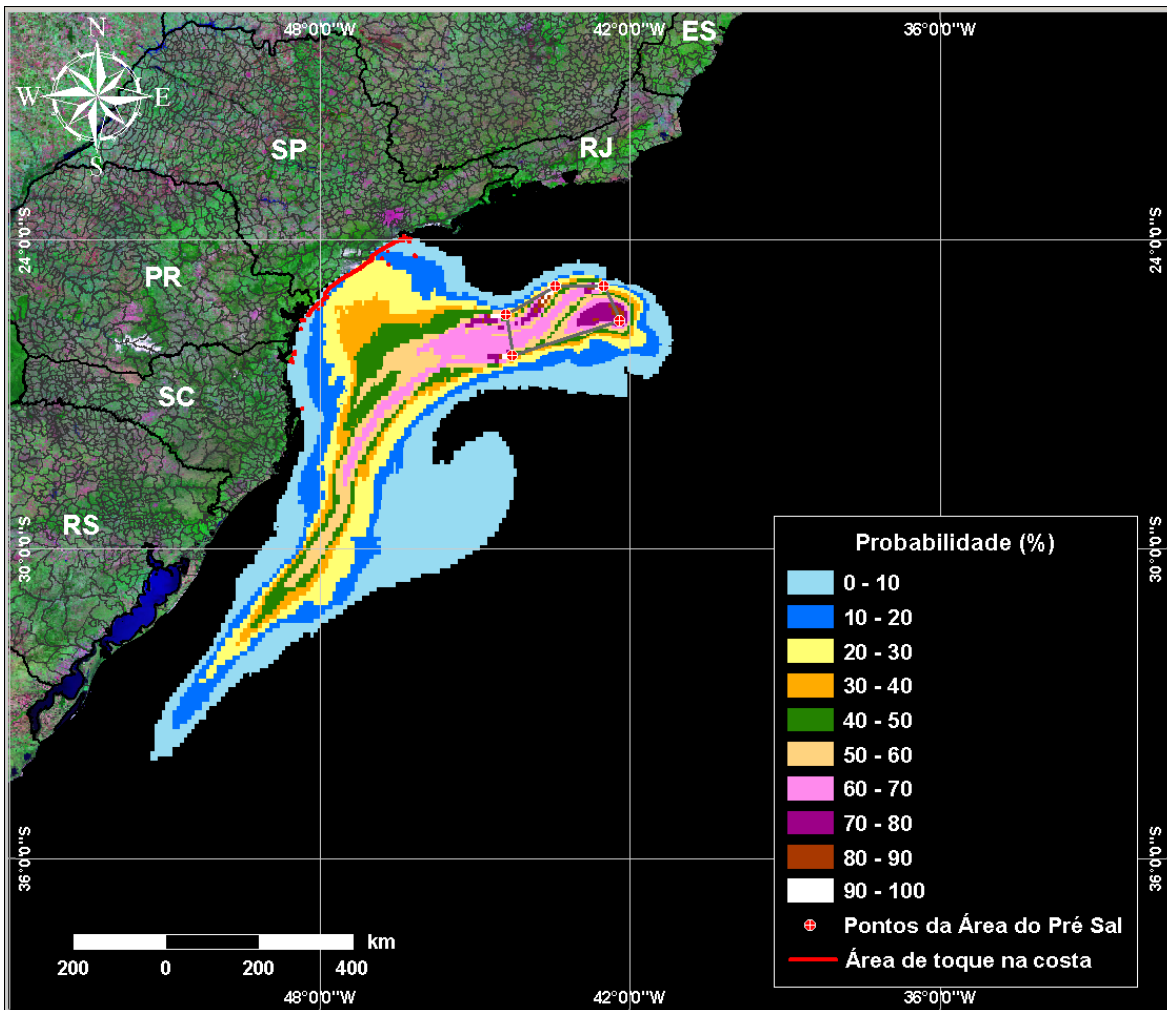 48°0'0"W
42°0'0"W
36°0'0"W
ES
N
W
E
S
SP
RJ
24°0'0"S
24°0'0"S
PR
SC
RS
30°0'0"S
30°0'0"S
Probabilidade (%)
0 - 10
10 - 20
20 - 30
30 - 40
40 - 50
50 - 60
60 - 70
70 - 80
80 - 90
90 - 100
Pontos da Área do Pré Sal
Área de toque na costa
36°0'0"S
36°0'0"S
km
200
0
200
400
48°0'0"W
42°0'0"W
36°0'0"W